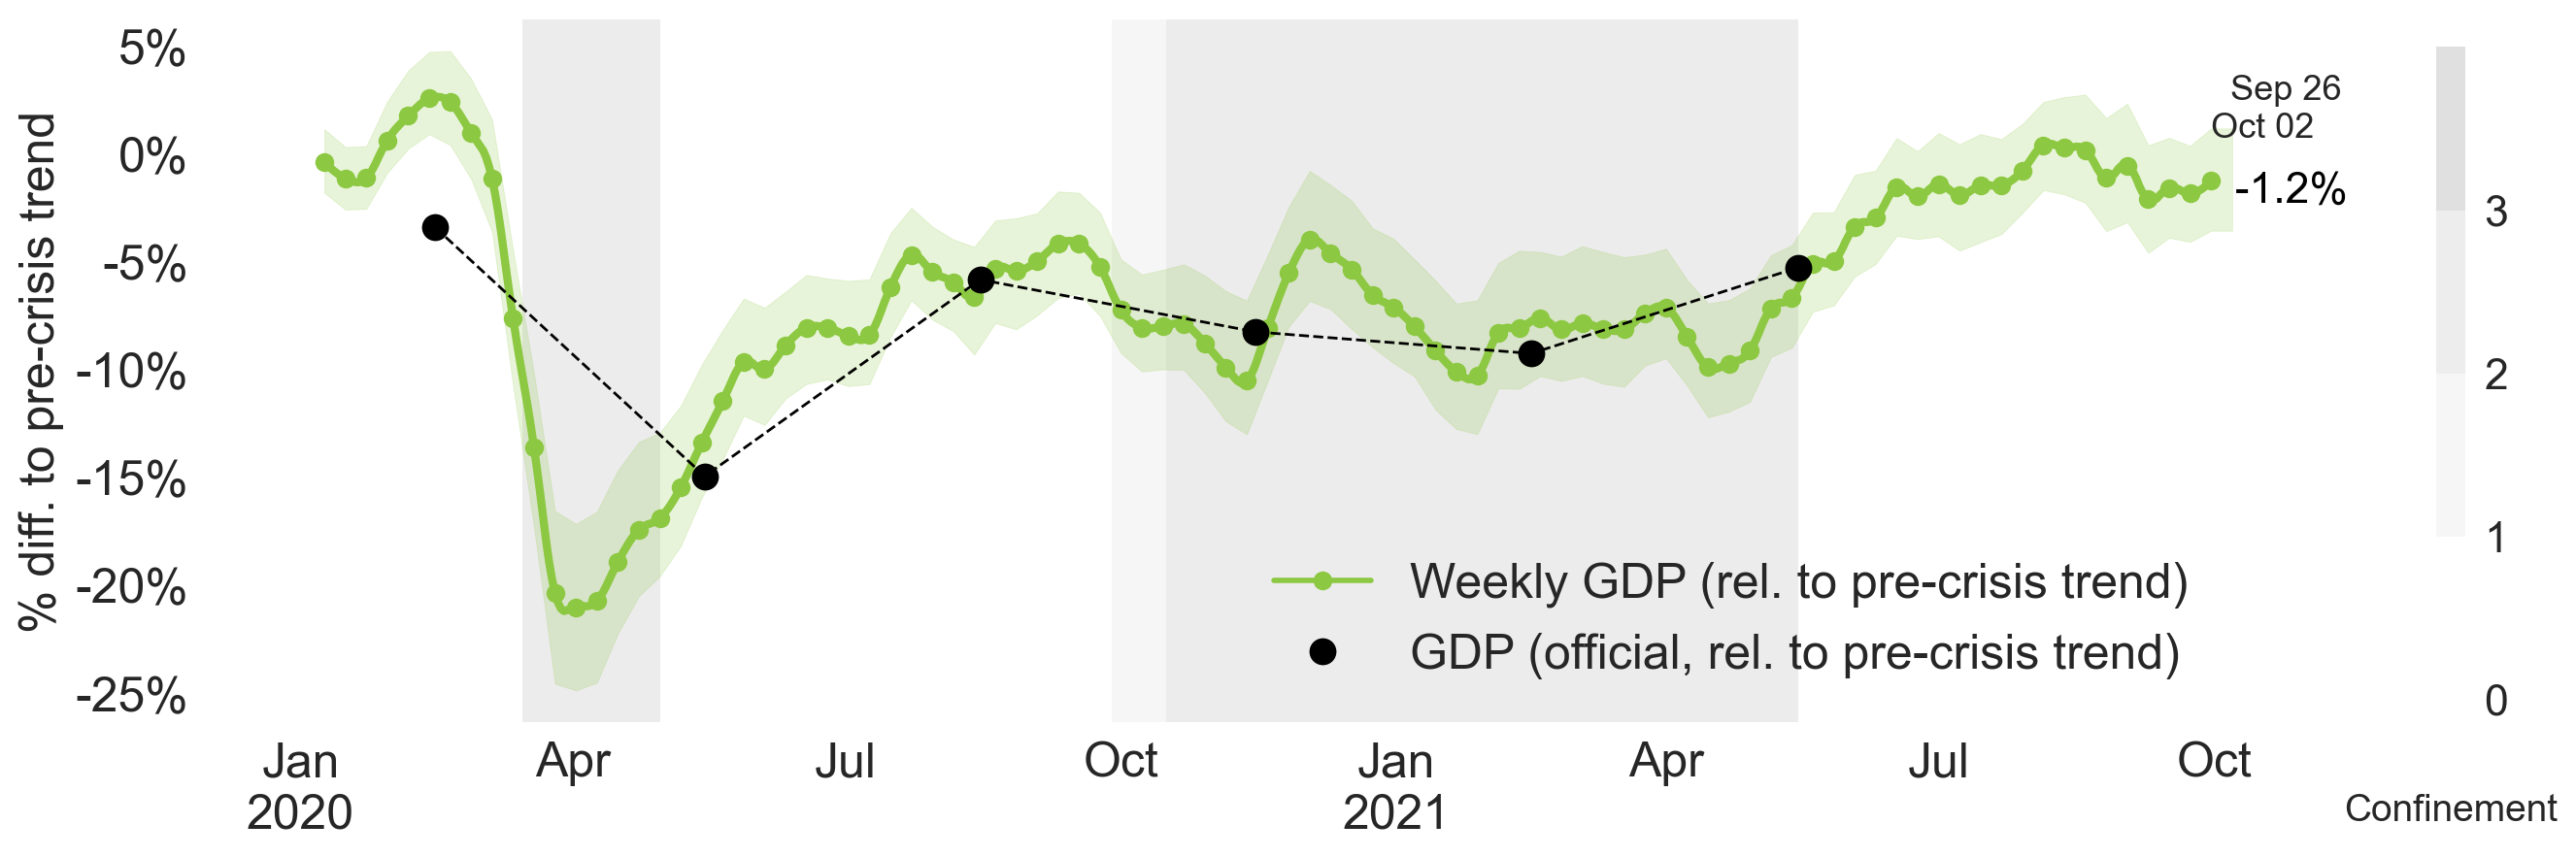 % diff. to pre-crisis trend
5%
0%
-5%
-10%
-15%
-20%
-25%
Sep 26
Oct 02
-1.2%
Weekly GDP (rel. to pre-crisis trend)
GDP (official, rel. to pre-crisis trend)
3
2
1
0
Jan Apr Jul Oct Jan Apr Jul Oct
2020 2021
Confinement